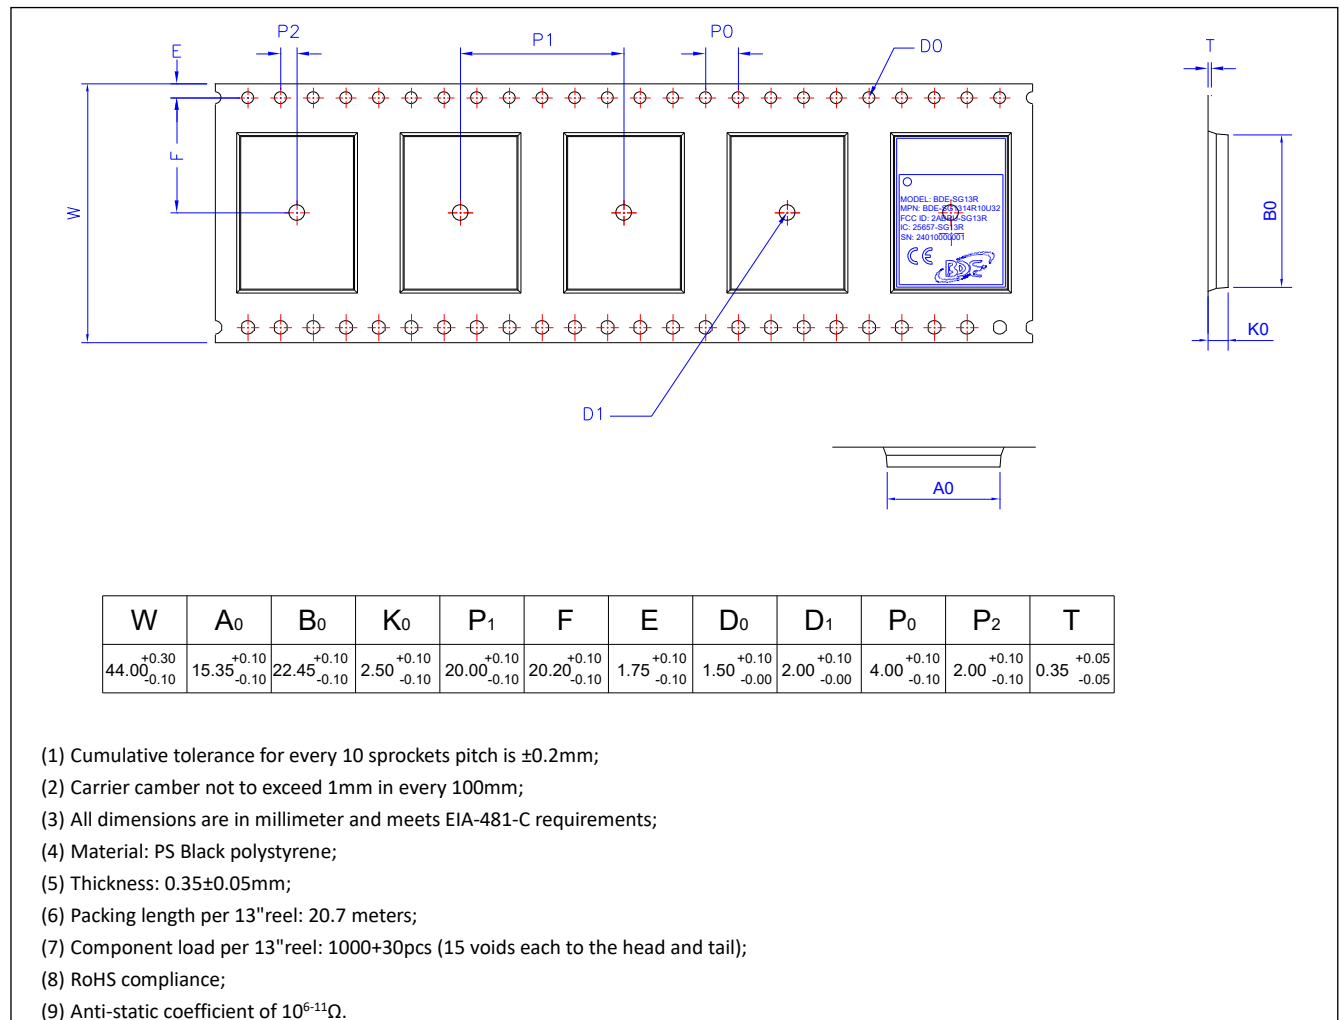 P2
P1
P0
D0
E
T
F
W
B0
MODEL: BDE-SG13R
MPN: BDE-SG1314R10U32
FCC ID: 2ABRU-SG13R
IC: 25657-SG13R
SN: 24010000001
CE BDE
K0
D1
A0
W A0 B0 K0 P1 F E D0 D1 P0 P2 T
44.00 +0.30 -0.10 15.35 +0.10 -0.10 22.45 +0.10 -0.10 2.50 +0.10 -0.10 20.00 +0.10 -0.10 20.20 +0.10 -0.10 1.75 +0.10 -0.10 1.50 +0.10 -0.00 2.00 +0.10 -0.00 4.00 +0.10 -0.10 2.00 +0.10 -0.10 0.35 +0.05 -0.05
(1) Cumulative tolerance for every 10 sprockets pitch is ±0.2mm;
(2) Carrier camber not to exceed 1mm in every 100mm;
(3) All dimensions are in millimeter and meets EIA-481-C requirements;
(4) Material: PS Black polystyrene;
(5) Thickness: 0.35±0.05mm;
(6) Packing length per 13"reel: 20.7 meters;
(7) Component load per 13"reel: 1000+30pcs (15 voids each to the head and tail);
(8) RoHS compliance;
(9) Anti-static coefficient of 10⁶⁻¹¹Ω.